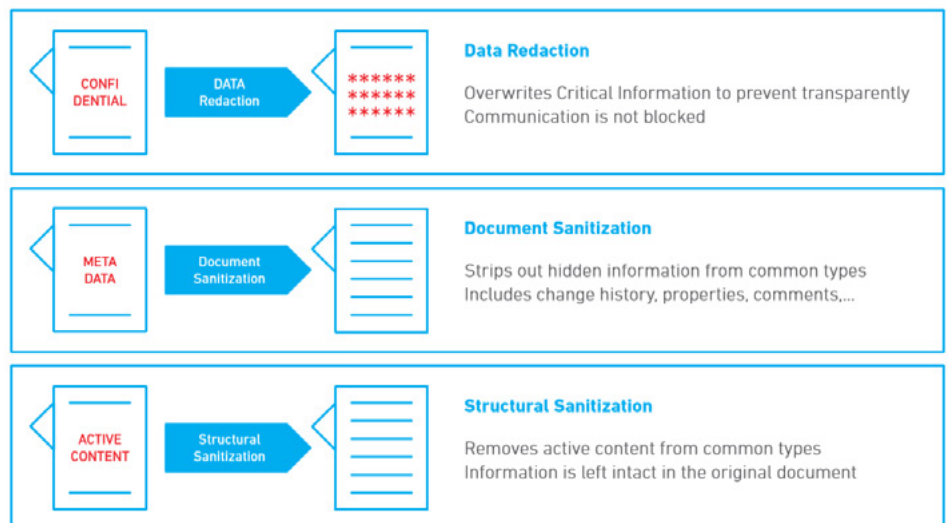 CONFI
DENTIAL
DATA
Redaction
******
******
******
Data Redaction
Overwrites Critical Information to prevent transparently
Communication is not blocked
META
DATA
Document
Sanitization
Document Sanitization
Strips out hidden information from common types
Includes change history, properties, comments,...
ACTIVE
CONTENT
Structural
Sanitization
Structural Sanitization
Removes active content from common types
Information is left intact in the original document